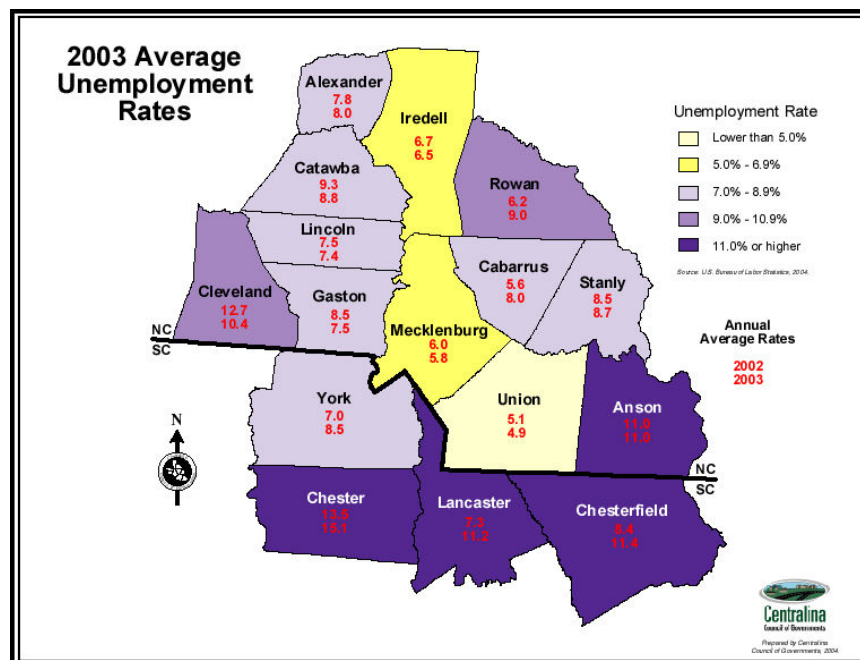 2003 Average
Unemployment
Rates
Alexander
7.8
8.0
Iredell
6.7
6.5
Catawba
9.3
8.8
Rowan
6.2
9.0
Lincoln
7.5
7.4
Cleveland
12.7
10.4
Gaston
8.5
7.5
Mecklenburg
6.0
5.8
Cabarrus
5.6
8.0
Stanly
8.5
8.7
NC
SC
York
7.0
8.5
Union
5.1
4.9
Anson
11.0
11.0
Chester
13.5
15.1
Lancaster
7.3
11.2
Chesterfield
8.4
11.4
NC
SC
N
Unemployment Rate
Lower than 5.0%
5.0% - 6.9%
7.0% - 8.9%
9.0% - 10.9%
11.0% or higher
Source: U.S. Bureau of Labor Statistics, 2004.
Annual
Average Rates
2002
2003
Centralina
Council of Governments
Prepared by Centralina
Council of Governments, 2004.